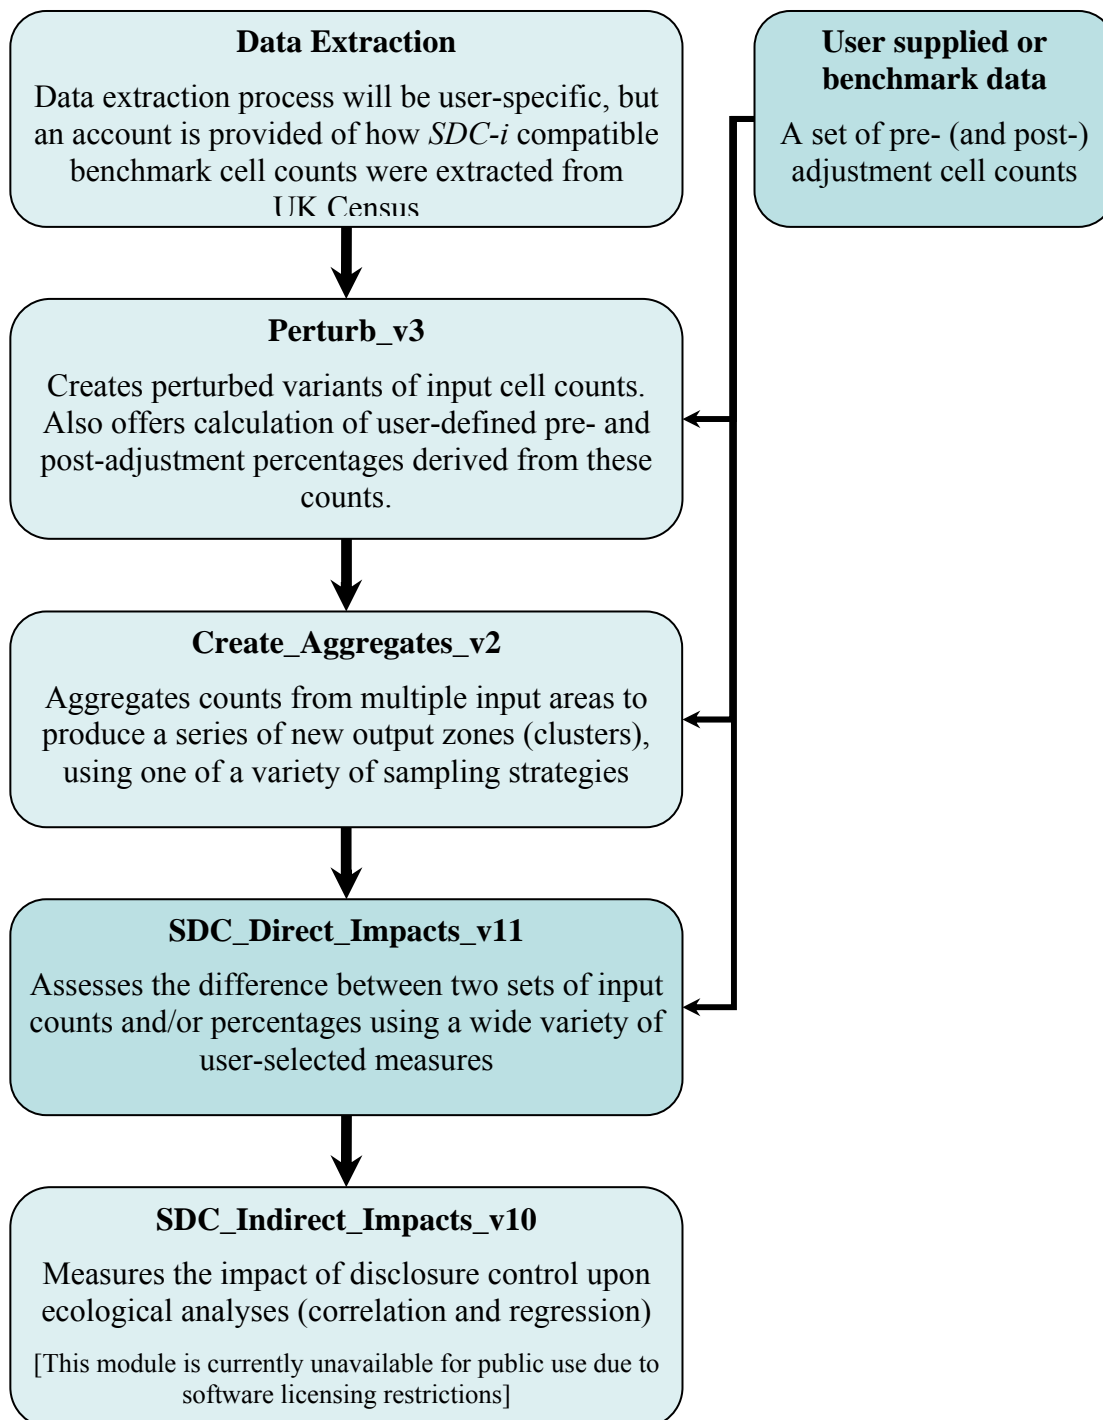 Data Extraction
Data extraction process will be user-specific, but
an account is provided of how SDC-i compatible
benchmark cell counts were extracted from
UK Census
User supplied or
benchmark data
A set of pre- (and post-)
adjustment cell counts
Perturb_v3
Creates perturbed variants of input cell counts.
Also offers calculation of user-defined pre- and
post-adjustment percentages derived from these
counts.
Create_Aggregates_v2
Aggregates counts from multiple input areas to
produce a series of new output zones (clusters),
using one of a variety of sampling strategies
SDC_Direct_Impacts_v11
Assesses the difference between two sets of input
counts and/or percentages using a wide variety of
user-selected measures
SDC_Indirect_Impacts_v10
Measures the impact of disclosure control upon
ecological analyses (correlation and regression)
[This module is currently unavailable for public use due to
software licensing restrictions]